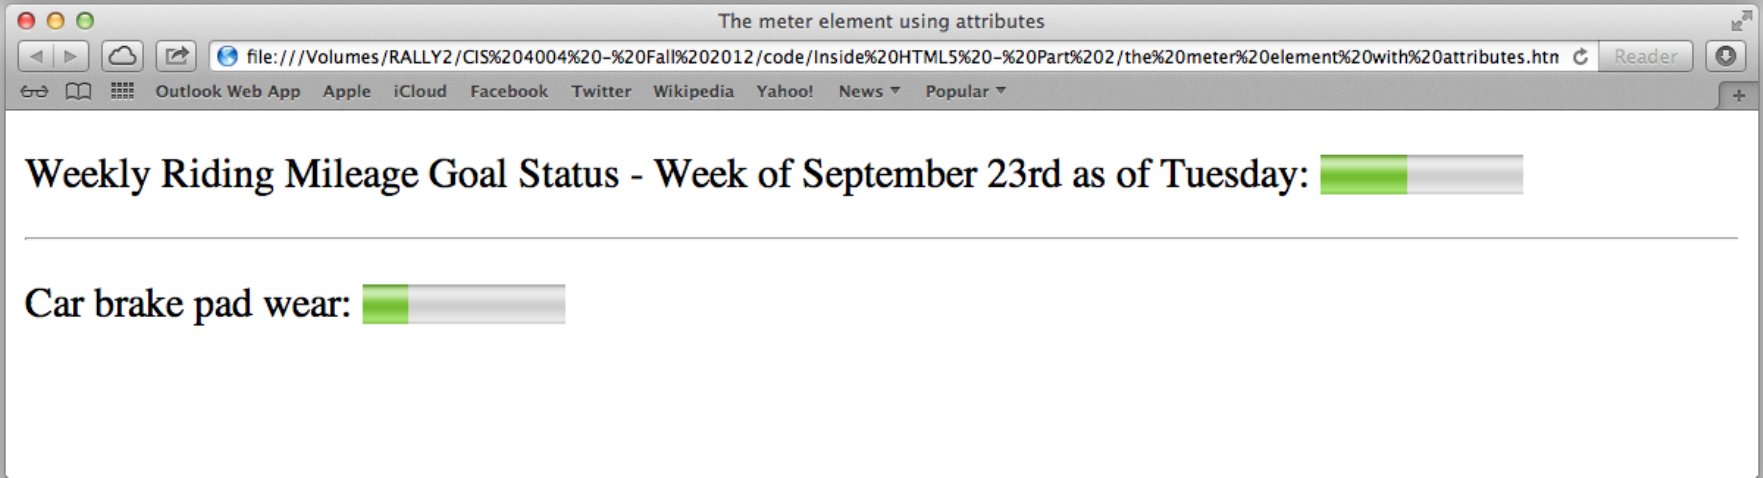 The meter element using attributes
file:///Volumes/RALLY2/CIS%204004%20-%20Fall%202012/code/Inside%20HTML5%20-%20Part%202/the%20meter%20element%20with%20attributes.htm Reader
Outlook Web App Apple iCloud Facebook Twitter Wikipedia Yahoo! News Popular
Weekly Riding Mileage Goal Status - Week of September 23rd as of Tuesday:
Car brake pad wear: